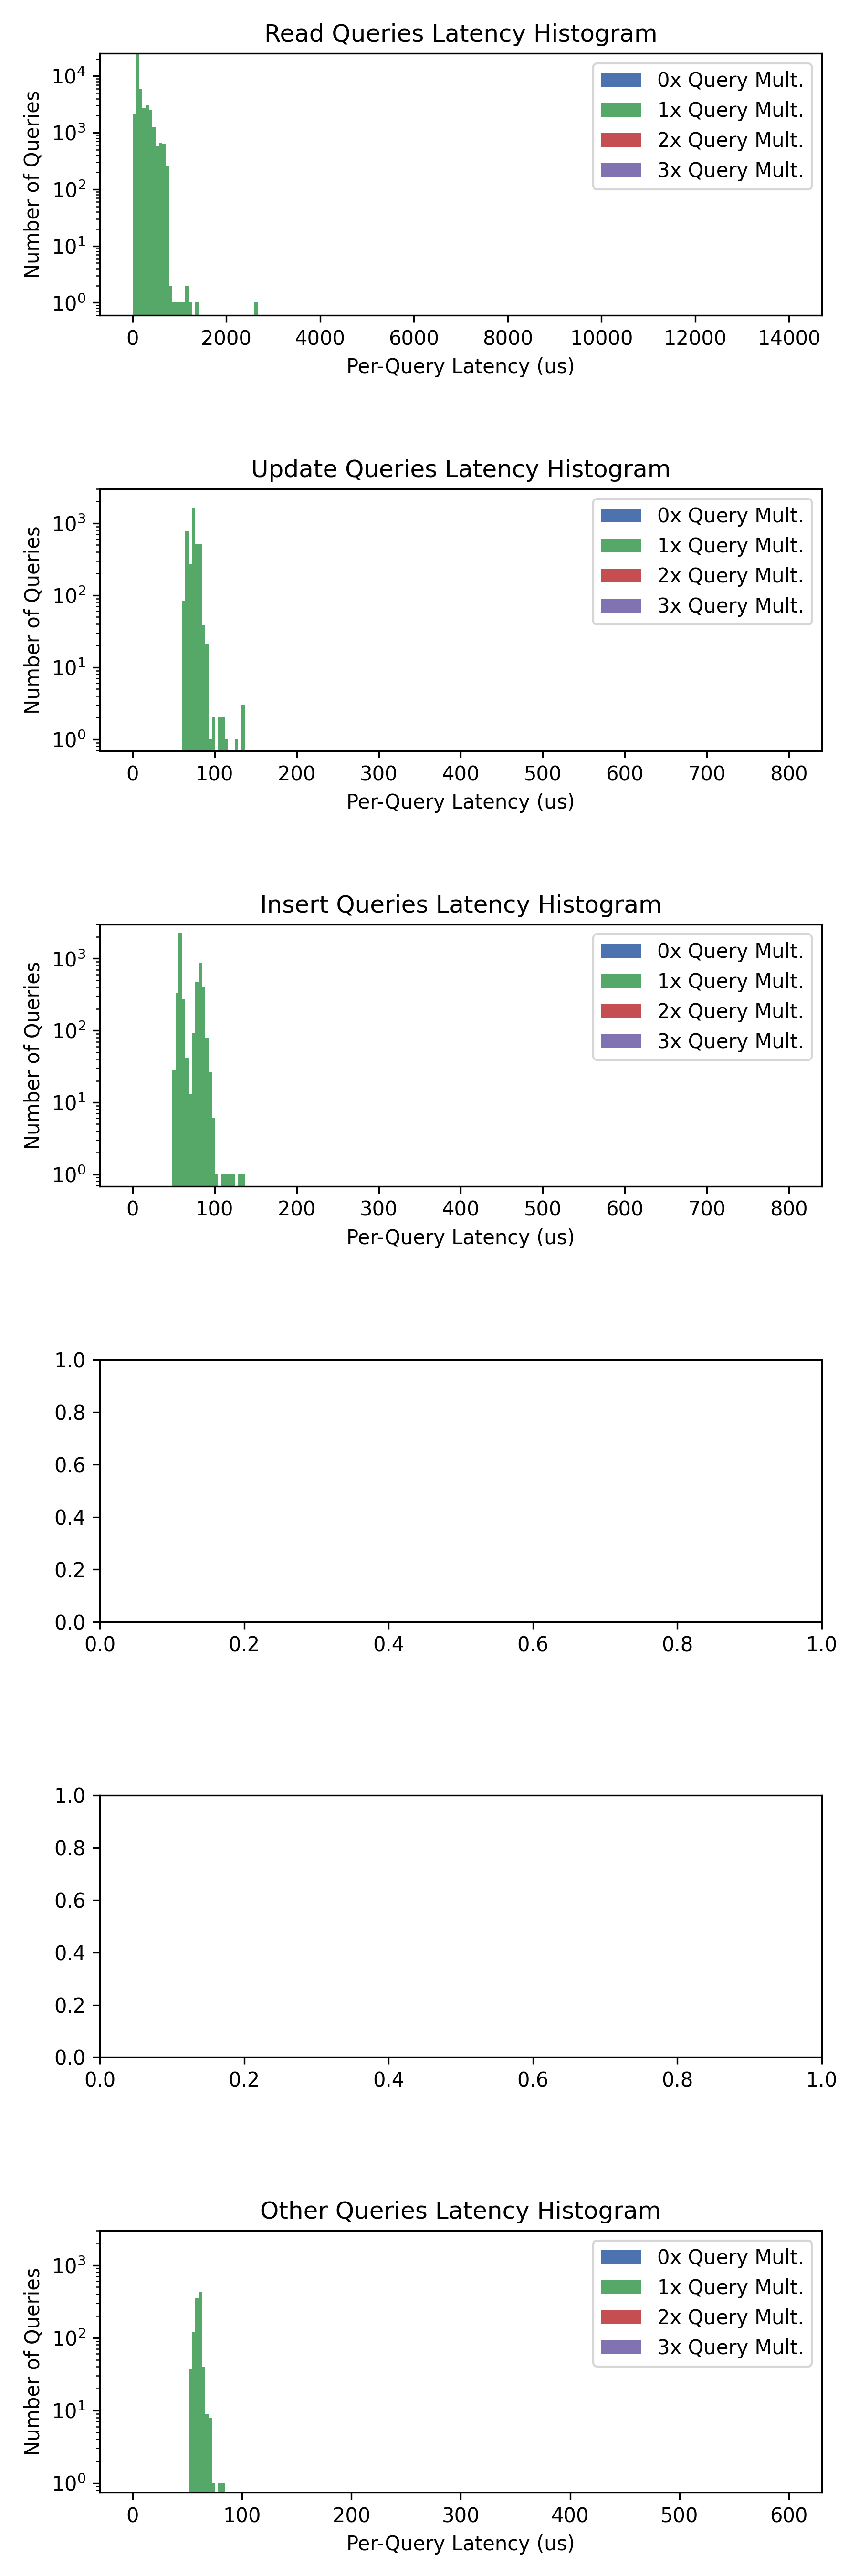 Read Queries Latency Histogram
Number of Queries
10^4
10^3
10^2
10^1
10^0
0x Query Mult.
1x Query Mult.
2x Query Mult.
3x Query Mult.
0 2000 4000 6000 8000 10000 12000 14000
Per-Query Latency (us)
Update Queries Latency Histogram
Number of Queries
10^3
10^2
10^1
10^0
0x Query Mult.
1x Query Mult.
2x Query Mult.
3x Query Mult.
0 100 200 300 400 500 600 700 800
Per-Query Latency (us)
Insert Queries Latency Histogram
Number of Queries
10^3
10^2
10^1
10^0
0x Query Mult.
1x Query Mult.
2x Query Mult.
3x Query Mult.
0 100 200 300 400 500 600 700 800
Per-Query Latency (us)
1.0
0.8
0.6
0.4
0.2
0.0
0.0 0.2 0.4 0.6 0.8 1.0
1.0
0.8
0.6
0.4
0.2
0.0
0.0 0.2 0.4 0.6 0.8 1.0
Other Queries Latency Histogram
Number of Queries
10^3
10^2
10^1
10^0
0x Query Mult.
1x Query Mult.
2x Query Mult.
3x Query Mult.
0 100 200 300 400 500 600
Per-Query Latency (us)